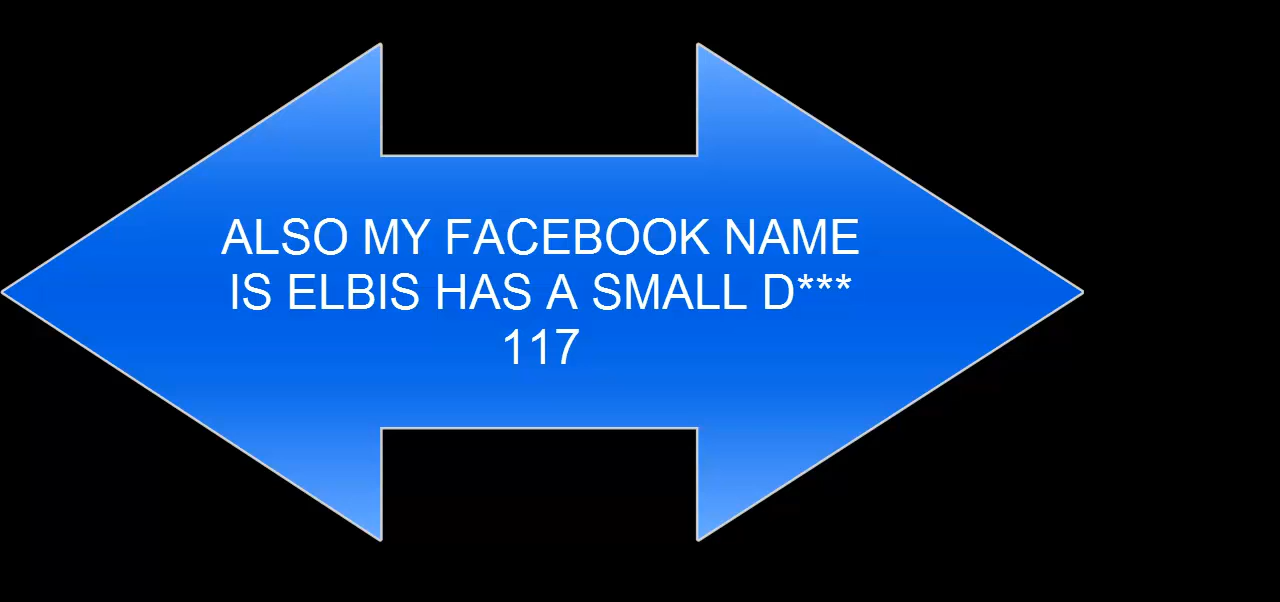 ALSO MY FACEBOOK NAME
IS ELBIS HAS A SMALL D***
117